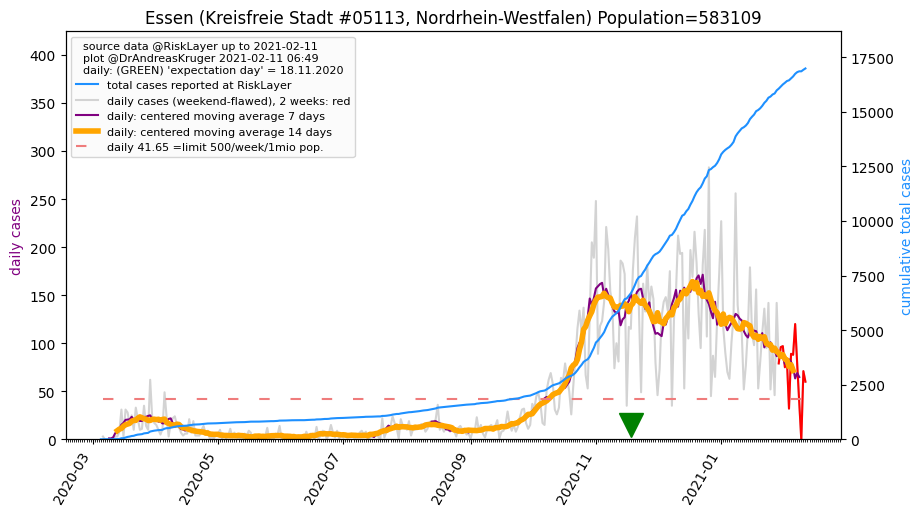 Essen (Kreisfreie Stadt #05113, Nordrhein-Westfalen) Population=583109
source data @RiskLayer up to 2021-02-11
plot @DrAndreasKruger 2021-02-11 06:49
daily: (GREEN) 'expectation day' = 18.11.2020
total cases reported at RiskLayer
daily cases (weekend-flawed), 2 weeks: red
daily: centered moving average 7 days
daily: centered moving average 14 days
daily 41.65 =limit 500/week/1mio pop.
daily cases
400
350
300
250
200
150
100
50
0
17500
15000
12500
10000
7500
5000
2500
0
cumulative total cases
2020-03
2020-05
2020-07
2020-09
2020-11
2021-01